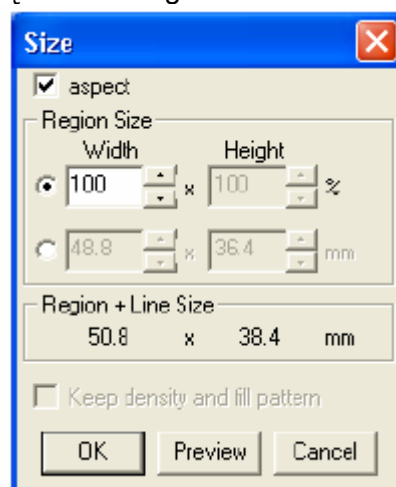 Size
aspect
Region Size
Width Height
100 x 100 %
48.8 x 36.4 mm
Region + Line Size
50.8 x 38.4 mm
Keep density and fill pattern
OK Preview Cancel